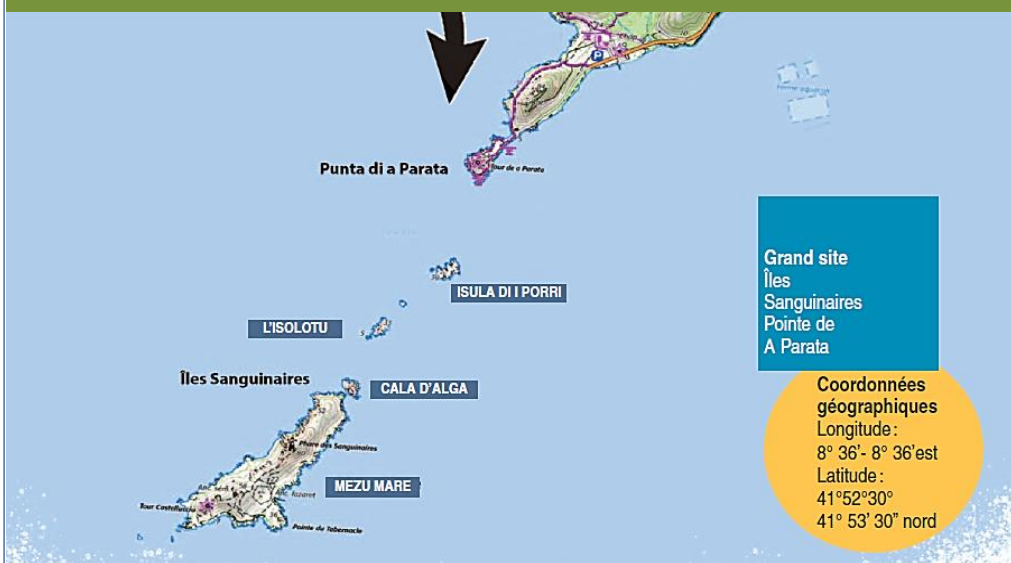 P
Punta di a Parata
Tour de a Parata
ISULA DI I PORRI
L'ISOLOTU
Îles Sanguinaires
CALA D'ALGA
Phare des Sanguinaires
MEZU MARE
Tour Castelluciu
Pointe du Tabernacle
Grand site
Îles
Sanguinaires
Pointe de
A Parata
Coordonnées
géographiques
Longitude :
8° 36'- 8° 36'est
Latitude :
41°52°30°
41° 53' 30" nord